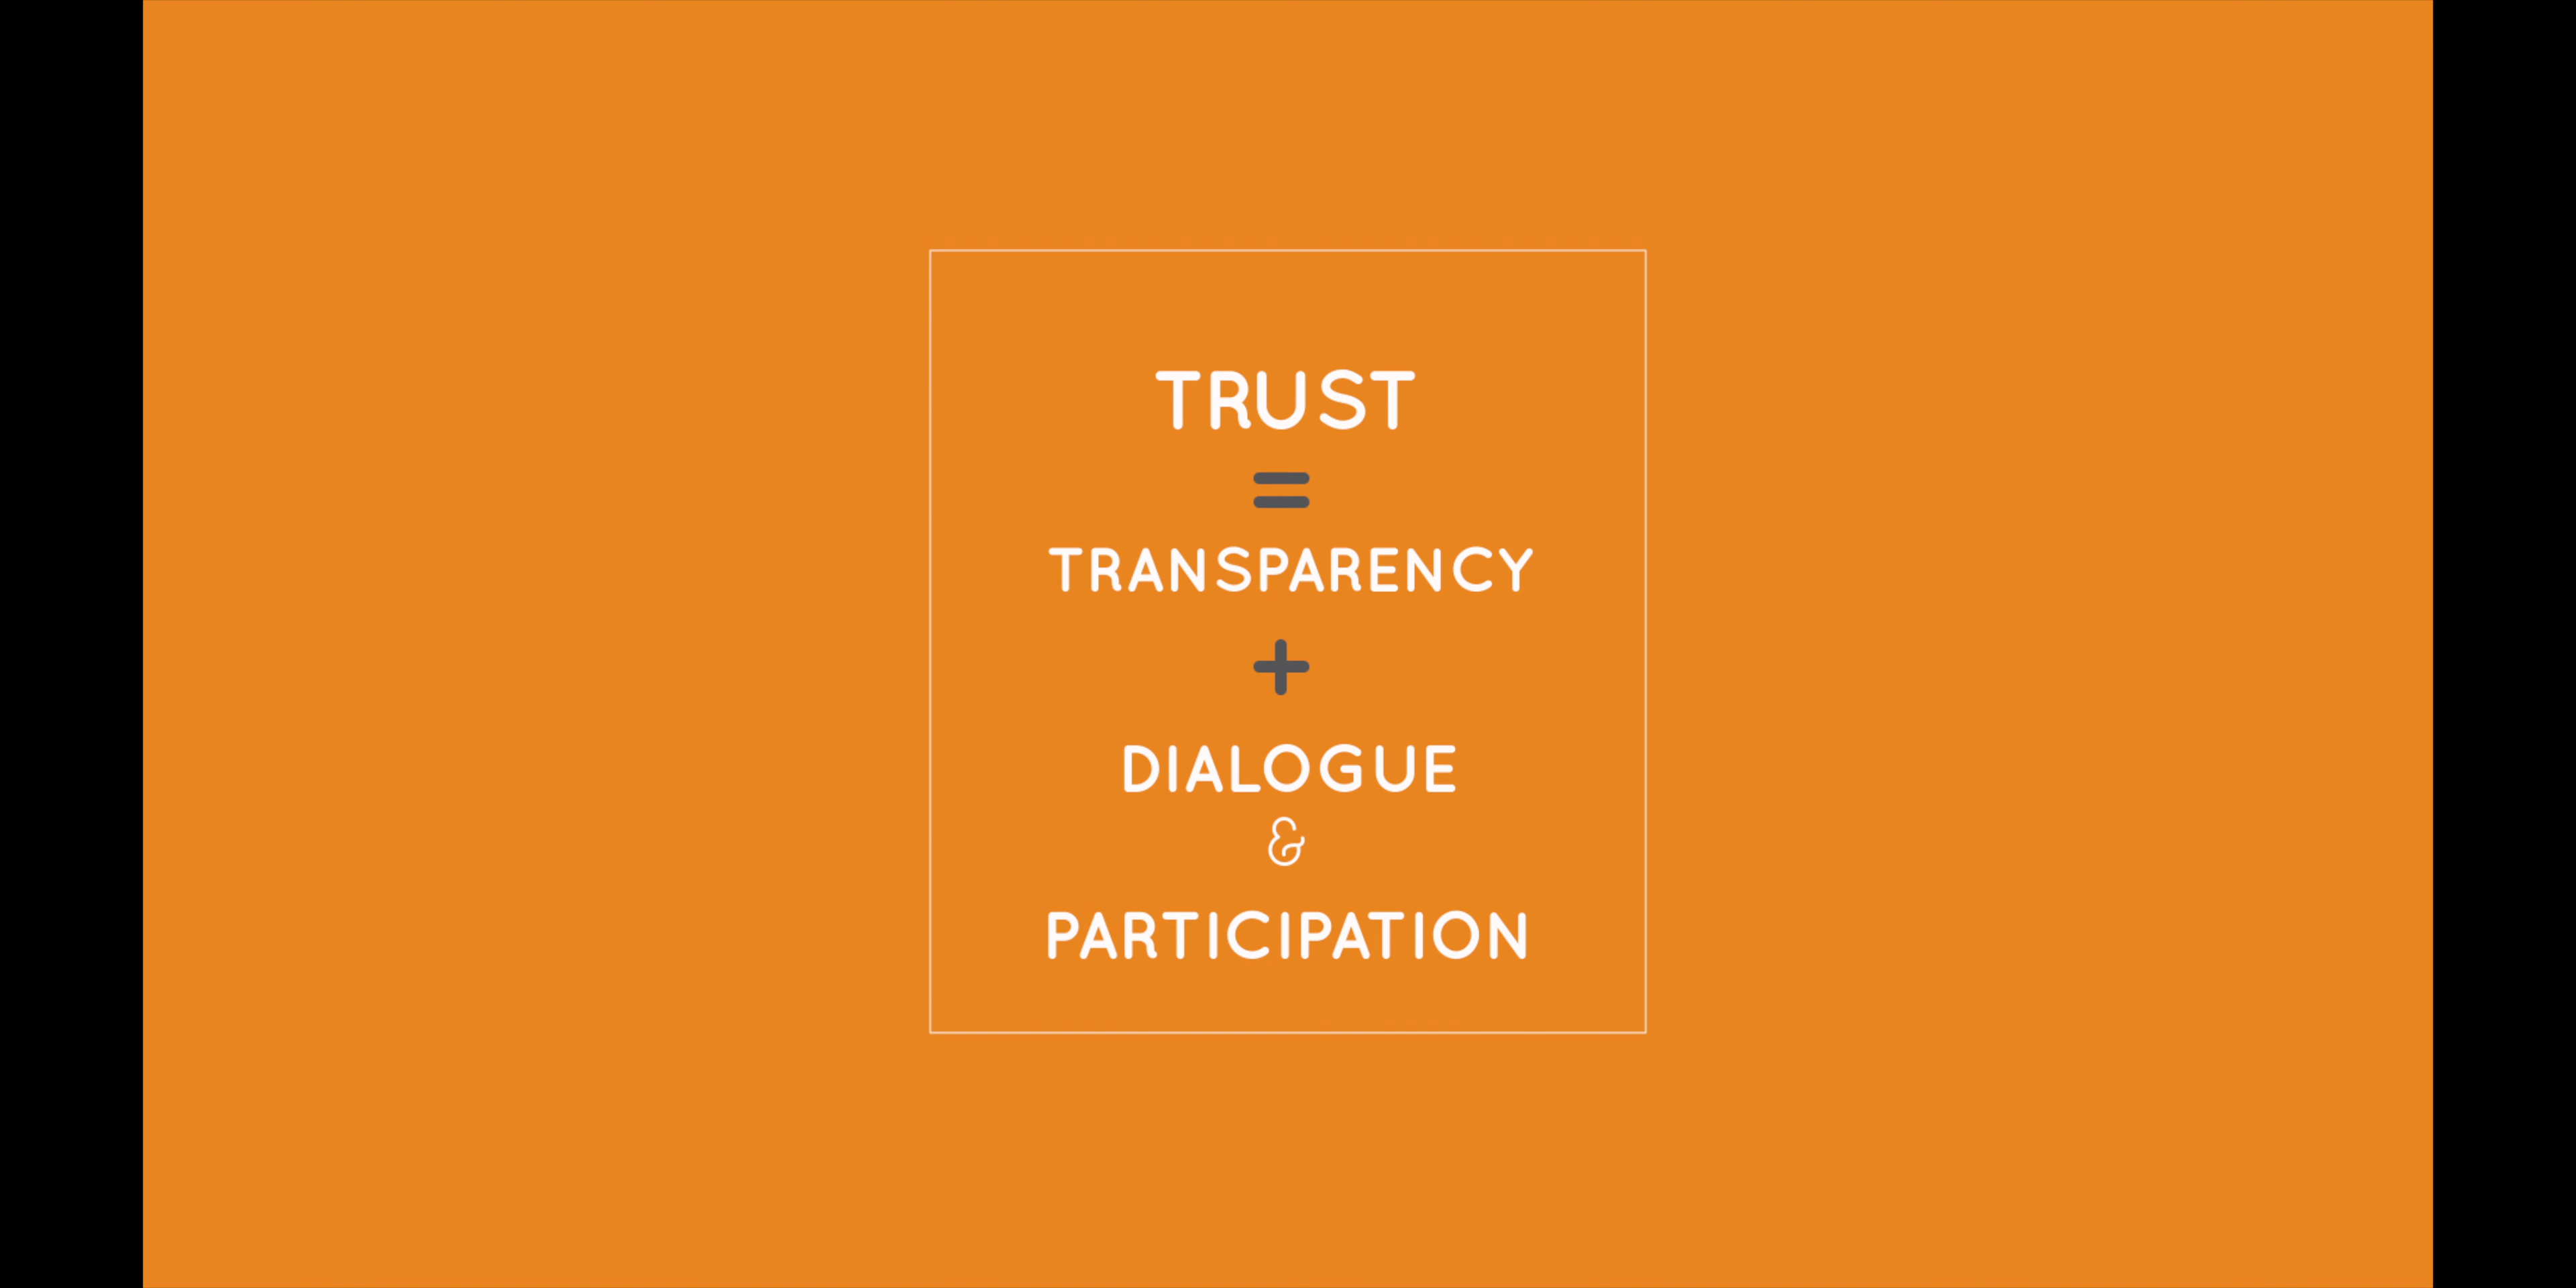 TRUST
=
TRANSPARENCY
+
DIALOGUE
&
PARTICIPATION